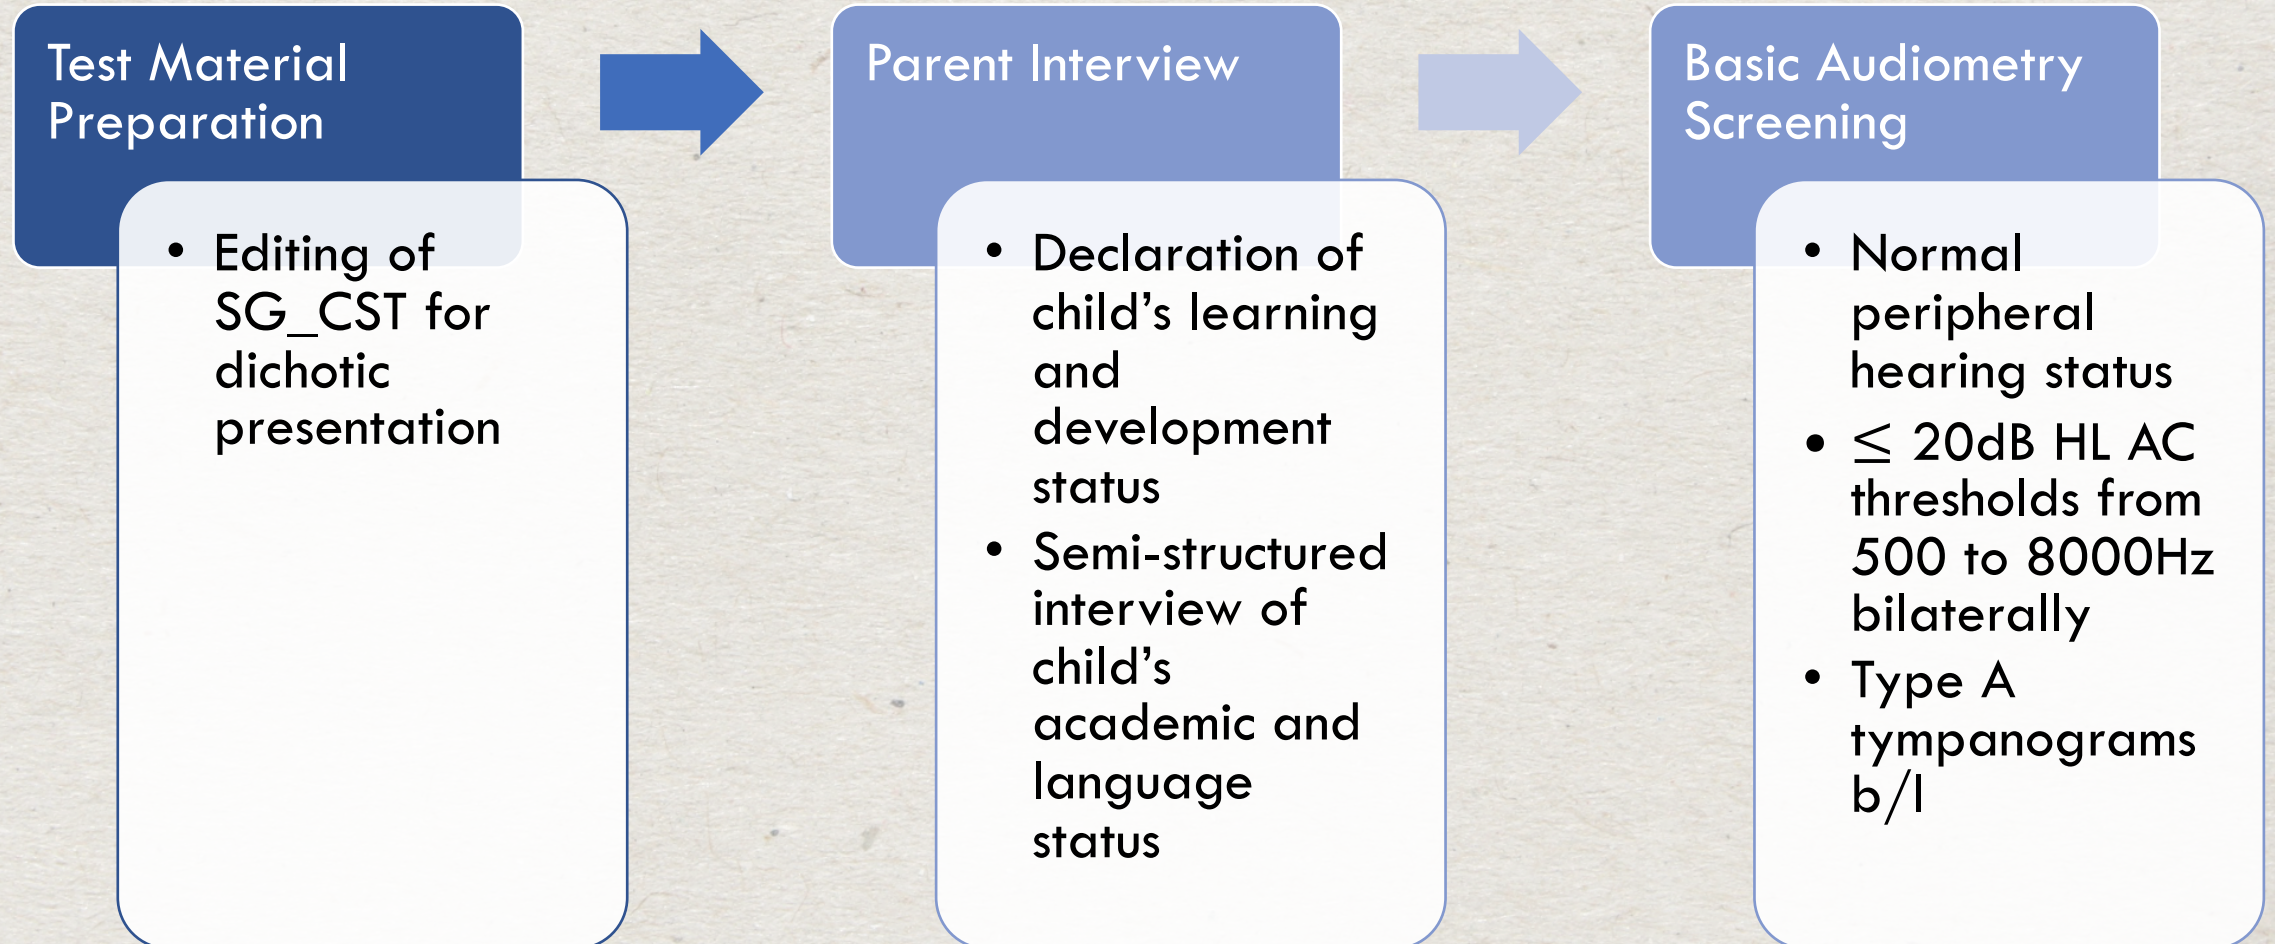 Test Material
Preparation
• Editing of
SG_CST for
dichotic
presentation
Parent Interview
• Declaration of
child’s learning
and
development
status
• Semi-structured
interview of
child’s
academic and
language
status
Basic Audiometry
Screening
• Normal
peripheral
hearing status
• ≤ 20dB HL AC
thresholds from
500 to 8000Hz
bilaterally
• Type A
tympanograms
b/l